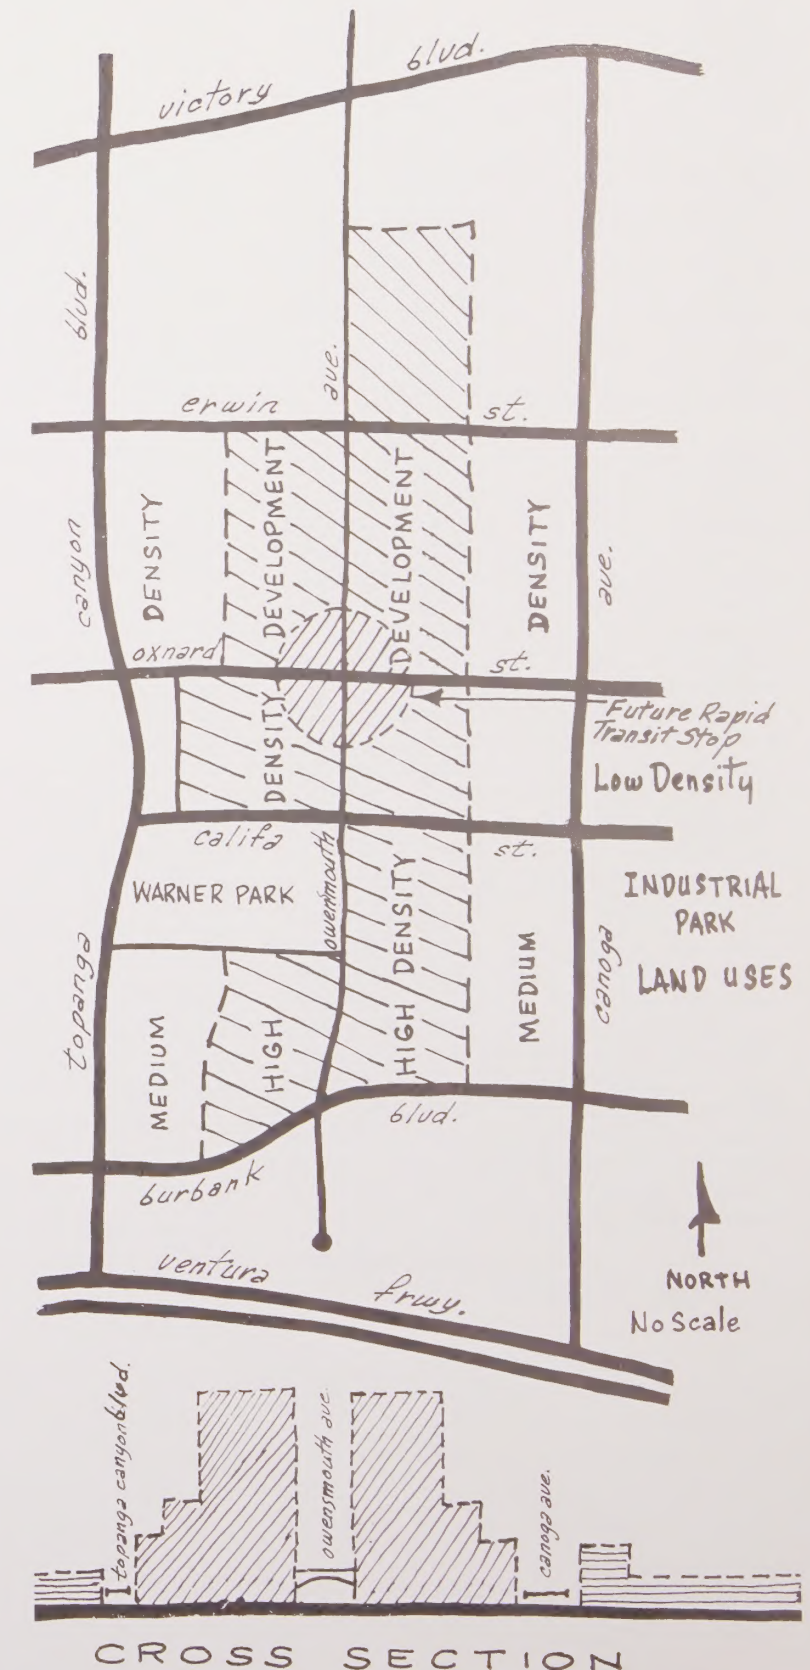 victory blvd.
blvd.
ave.
erwin st.
canyon
DENSITY
DEVELOPMENT
DEVELOPMENT
DENSITY
ave.
oxnard st.
Future Rapid
Transit Stop
DENSITY
Low Density
califa st.
WARNER PARK
owensmouth
HIGH DENSITY
INDUSTRIAL
PARK
LAND USES
topanga
MEDIUM
HIGH
MEDIUM
canoga
burbank blvd.
ventura frwy.
NORTH
No Scale
topanga canyon blvd.
owensmouth ave.
canoga ave.
CROSS SECTION